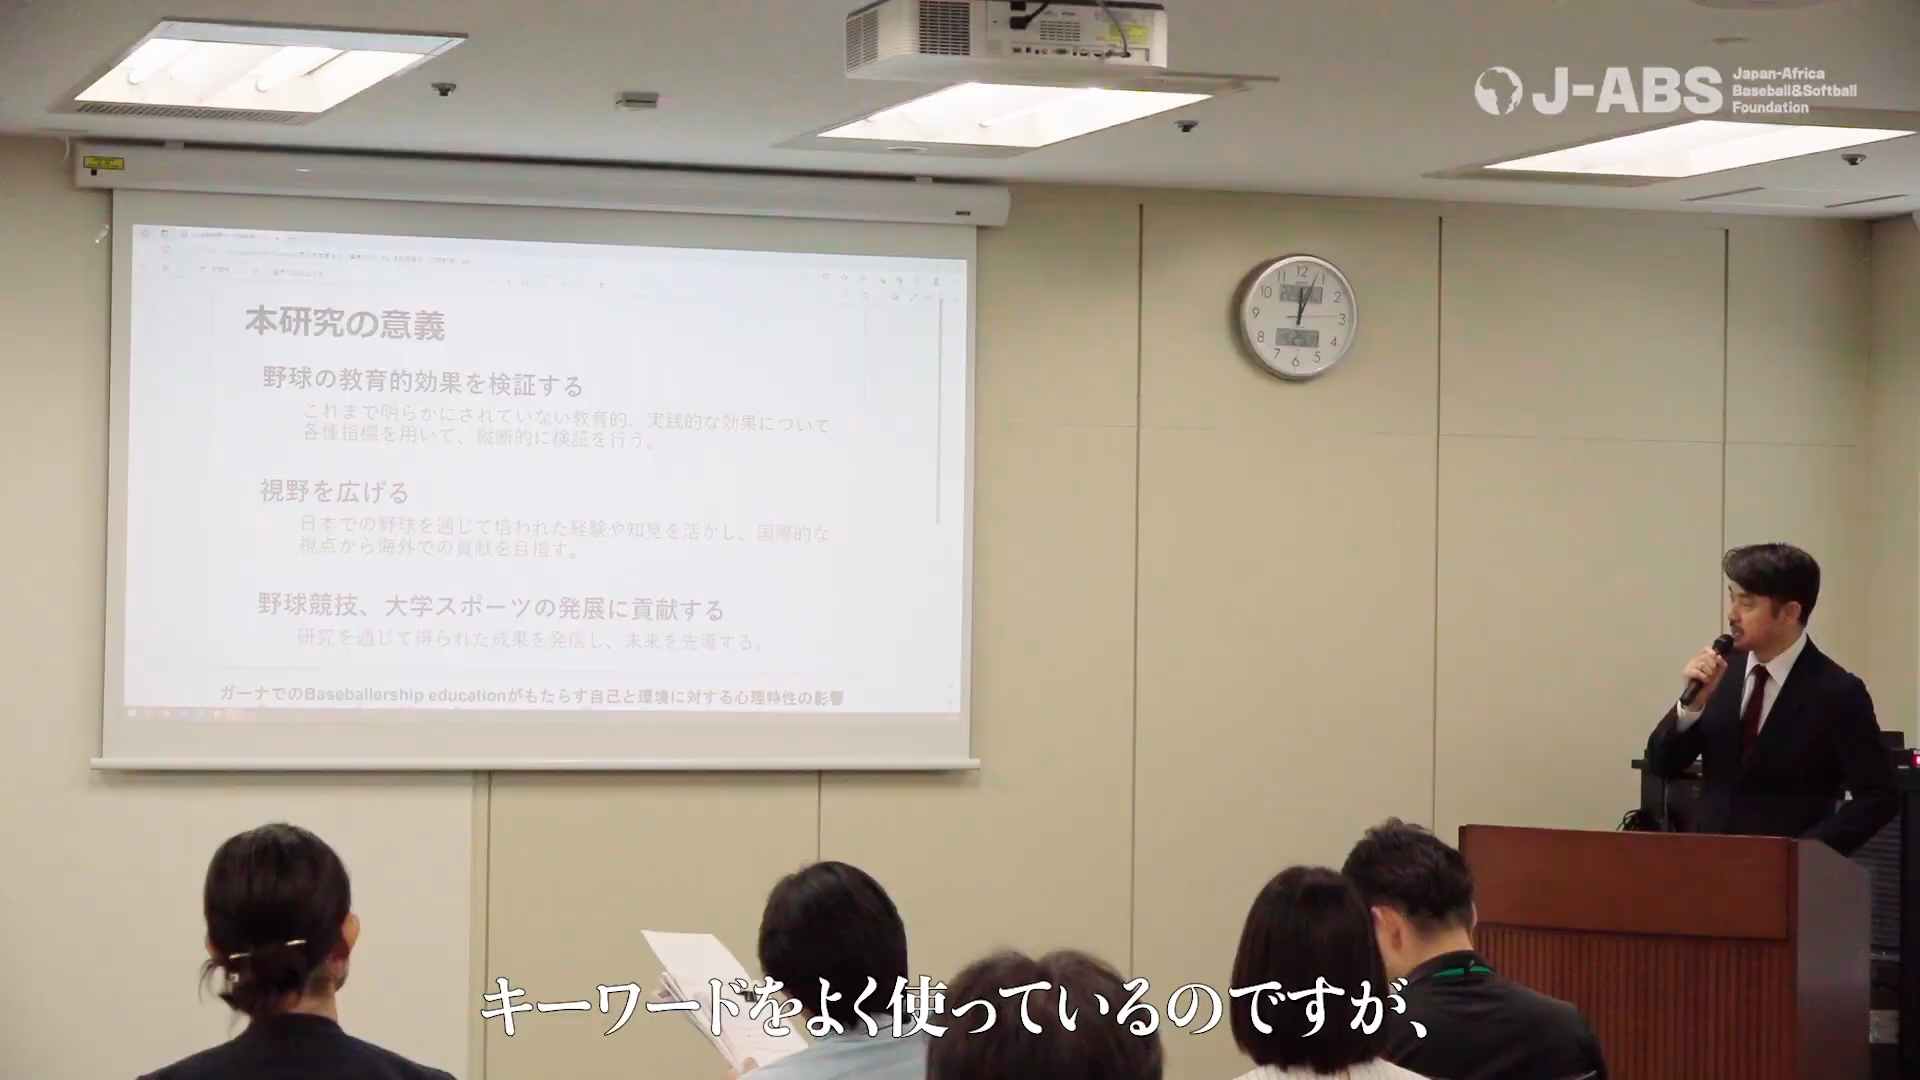 J-ABS
Japan-Africa
Baseball&Softball
Foundation
本研究の意義
野球の教育的効果を検証する
これまで明らかにされていない教育的、実践的な効果について
各種指標を用いて、縦断的に検証を行う。
視野を広げる
日本での野球を通じて培われた経験や知見を活かし、国際的な
視点から海外での貢献を目指す。
野球競技、大学スポーツの発展に貢献する
研究を通じて得られた成果を発信し、未来を先導する。
ガーナでのBaseballership educationがもたらす自己と環境に対する心理特性の影響
キーワードをよく使っているのですが、